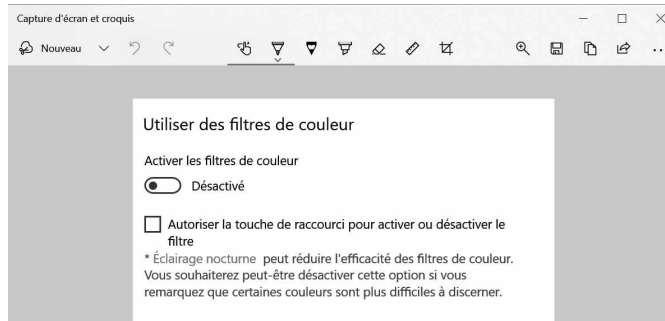 Capture d'écran et croquis
Nouveau
Utiliser des filtres de couleur
Activer les filtres de couleur
Désactivé
Autoriser la touche de raccourci pour activer ou désactiver le
filtre
* Éclairage nocturne peut réduire l'efficacité des filtres de couleur.
Vous souhaiterez peut-être désactiver cette option si vous
remarquez que certaines couleurs sont plus difficiles à discerner.